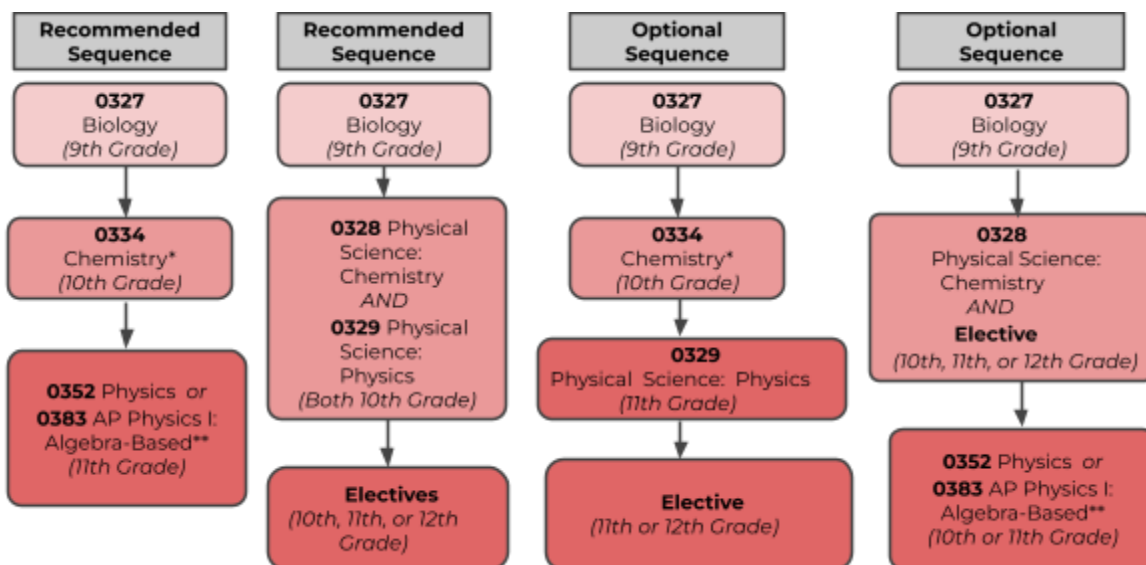 Recommended
Sequence
0327
Biology
(9th Grade)
0334
Chemistry*
(10th Grade)
0352 Physics or
0383 AP Physics I:
Algebra-Based**
(11th Grade)
Recommended
Sequence
0327
Biology
(9th Grade)
0328 Physical
Science:
Chemistry
AND
0329 Physical
Science:
Physics
(Both 10th Grade)
Electives
(10th, 11th, or 12th
Grade)
Optional
Sequence
0327
Biology
(9th Grade)
0334
Chemistry*
(10th Grade)
0329
Physical Science: Physics
(11th Grade)
Elective
(11th or 12th Grade)
Optional
Sequence
0327
Biology
(9th Grade)
0328
Physical Science:
Chemistry
AND
Elective
(10th, 11th, or 12th Grade)
0352 Physics or
0383 AP Physics I:
Algebra-Based**
(10th or 11th Grade)